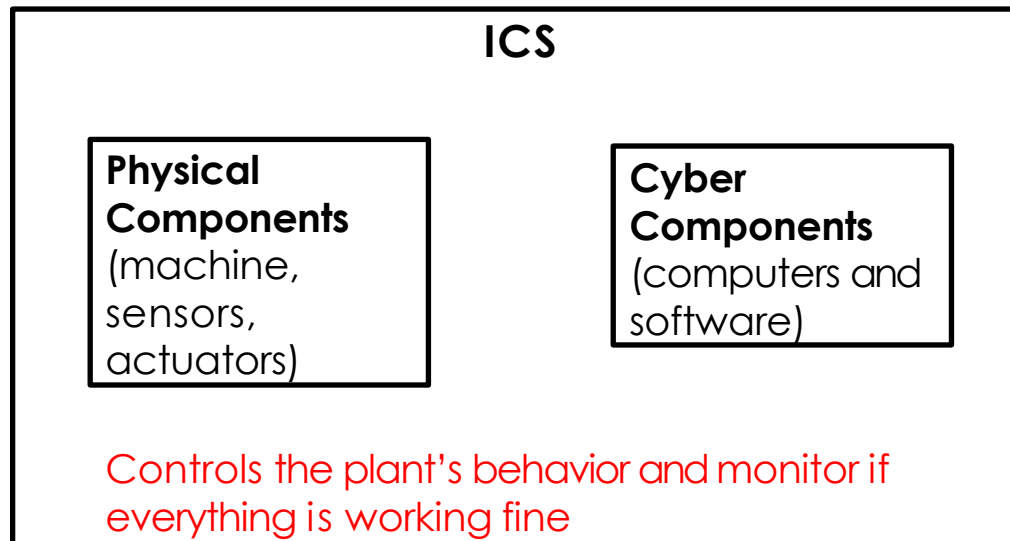 ICS
Physical
Components
(machine,
sensors,
actuators)
Cyber
Components
(computers and
software)
Controls the plant’s behavior and monitor if
everything is working fine